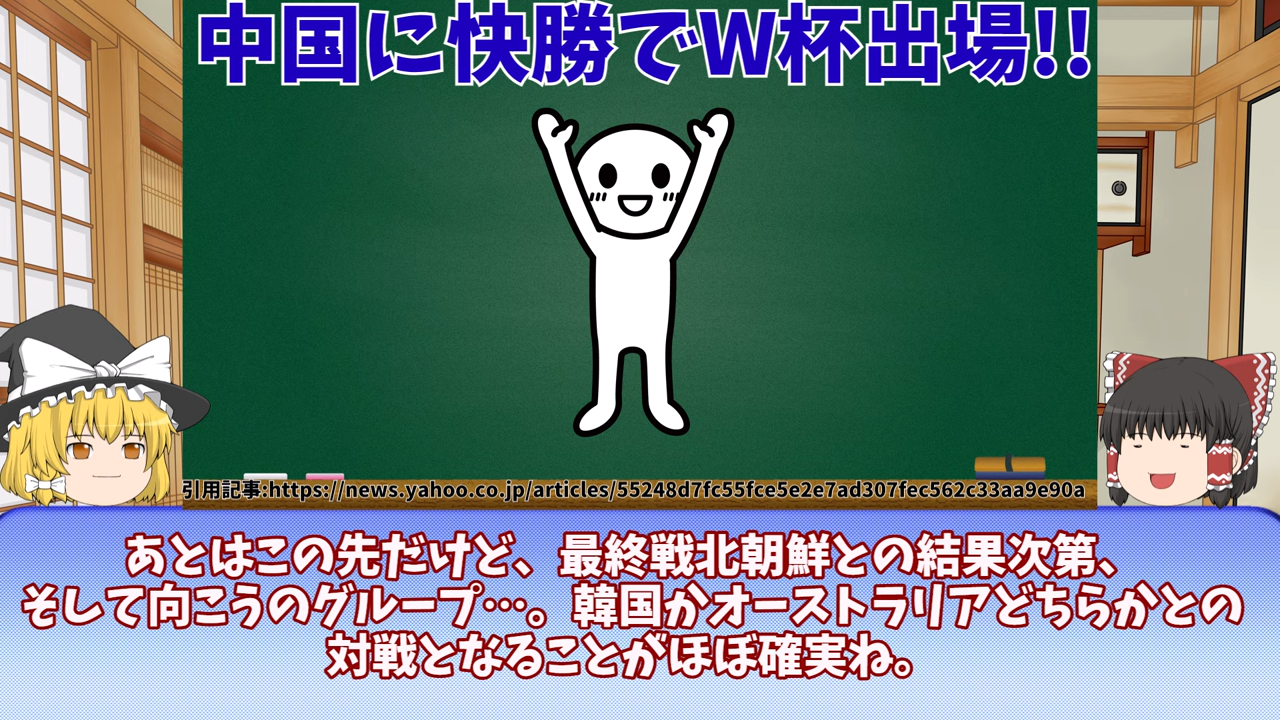 中国に快勝でW杯出場!!
引用記事:https://news.yahoo.co.jp/articles/55248d7fc55fce5e2e7ad307fec562c33aa9e90a
あとはこの先だけど、最終戦北朝鮮との結果次第、
そして向こうのグループ…。韓国かオーストラリアどちらかとの
対戦となることがほぼ確実ね。